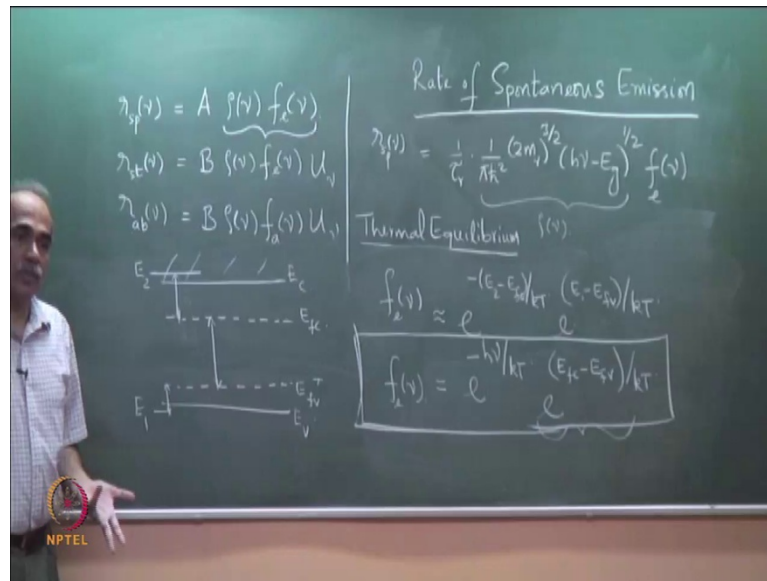 r_sp(ν) = A ρ(ν) f_e(ν).
r_st(ν) = B ρ(ν) f_e(ν) U_ν
r_ab(ν) = B ρ(ν) f_a(ν) U_ν
E_2
E_c
E_fc
E_fv
E_1
E_v
Rate of Spontaneous Emission
r_sp(ν) = 1/τ_r · 1/πℏ² (2m_r)^3/2 (hν-E_g)^1/2 f_e(ν)
Thermal Equilibrium ρ(ν).
f_e(ν) ≈ e^-(E_2-E_fc)/kT · e^(E_1-E_fv)/kT.
f_e(ν) = e^-hν/kT · e^(E_fc-E_fv)/kT.
NPTEL